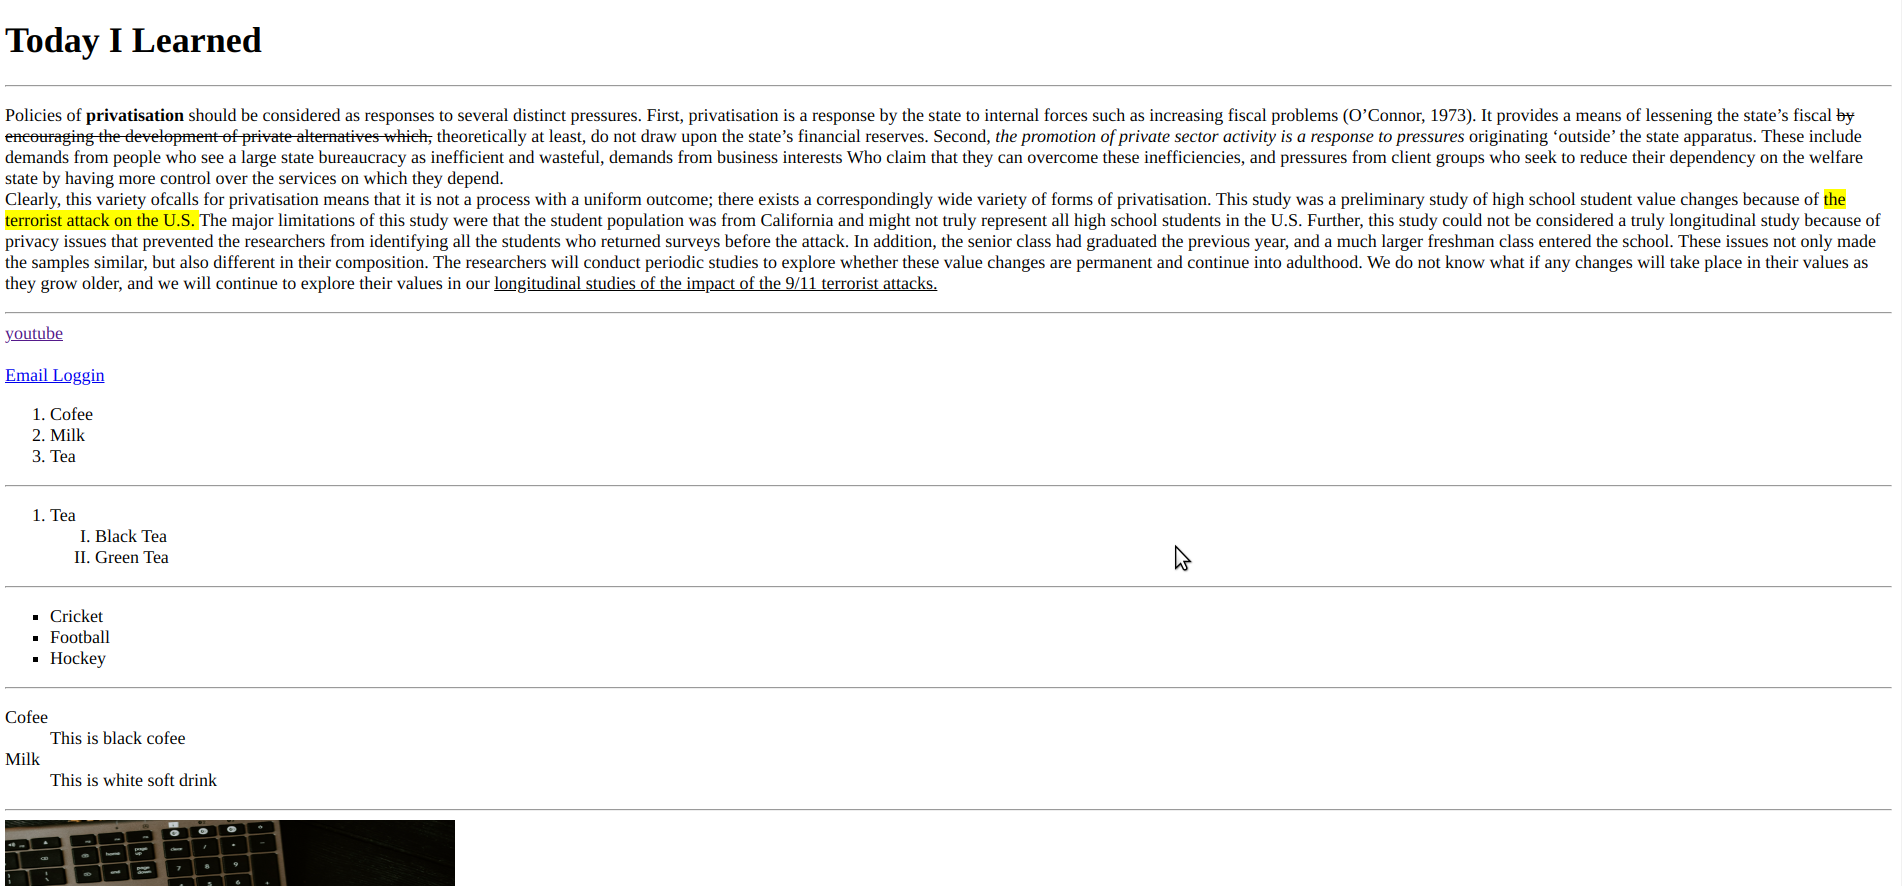 Today I Learned
Policies of privatisation should be considered as responses to several distinct pressures. First, privatisation is a response by the state to internal forces such as increasing fiscal problems (O’Connor, 1973). It provides a means of lessening the state’s fiscal by
encouraging the development of private alternatives which, theoretically at least, do not draw upon the state’s financial reserves. Second, the promotion of private sector activity is a response to pressures originating ‘outside’ the state apparatus. These include
demands from people who see a large state bureaucracy as inefficient and wasteful, demands from business interests Who claim that they can overcome these inefficiencies, and pressures from client groups who seek to reduce their dependency on the welfare
state by having more control over the services on which they depend.
Clearly, this variety ofcalls for privatisation means that it is not a process with a uniform outcome; there exists a correspondingly wide variety of forms of privatisation. This study was a preliminary study of high school student value changes because of the
terrorist attack on the U.S. The major limitations of this study were that the student population was from California and might not truly represent all high school students in the U.S. Further, this study could not be considered a truly longitudinal study because of
privacy issues that prevented the researchers from identifying all the students who returned surveys before the attack. In addition, the senior class had graduated the previous year, and a much larger freshman class entered the school. These issues not only made
the samples similar, but also different in their composition. The researchers will conduct periodic studies to explore whether these value changes are permanent and continue into adulthood. We do not know what if any changes will take place in their values as
they grow older, and we will continue to explore their values in our longitudinal studies of the impact of the 9/11 terrorist attacks.
youtube
Email Loggin
1. Cofee
2. Milk
3. Tea
1. Tea
I. Black Tea
II. Green Tea
Cricket
Football
Hockey
Cofee
This is black cofee
Milk
This is white soft drink
home page up
clear / * -
end page down
7 8 9
4 5 6 +